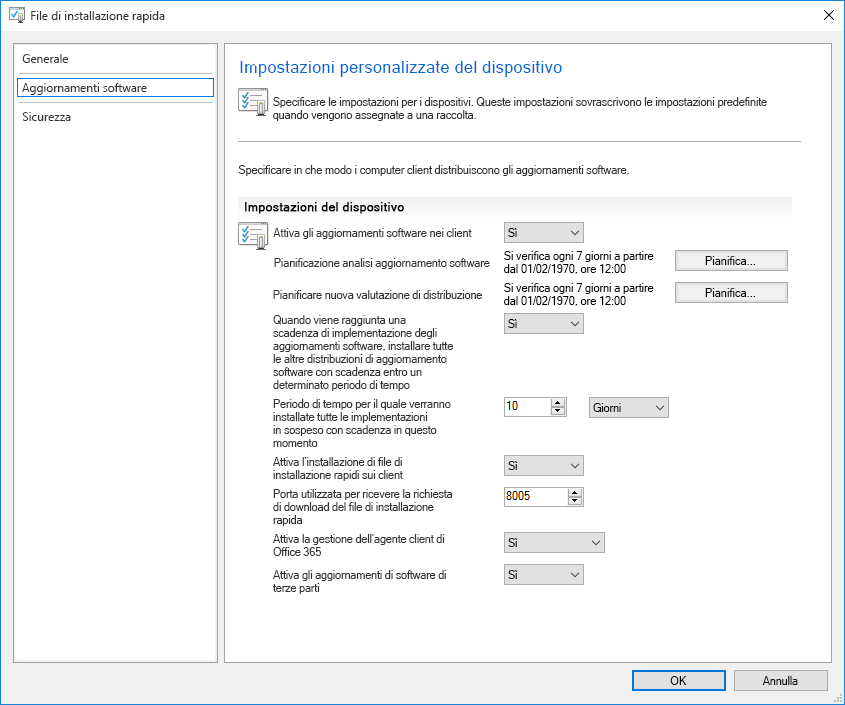 File di installazione rapida
Generale
Aggiornamenti software
Sicurezza
Impostazioni personalizzate del dispositivo
Specificare le impostazioni per i dispositivi. Queste impostazioni sovrascrivono le impostazioni predefinite
quando vengono assegnate a una raccolta.
Specificare in che modo i computer client distribuiscono gli aggiornamenti software.
Impostazioni del dispositivo
Attiva gli aggiornamenti software nei client
Sì
Pianificazione analisi aggiornamento software
Si verifica ogni 7 giorni a partire
dal 01/02/1970, ore 12:00
Pianifica...
Pianificare nuova valutazione di distribuzione
Si verifica ogni 7 giorni a partire
dal 01/02/1970, ore 12:00
Pianifica...
Quando viene raggiunta una
scadenza di implementazione degli
aggiornamenti software, installare tutte
le altre distribuzioni di aggiornamento
software con scadenza entro un
determinato periodo di tempo
Sì
Periodo di tempo per il quale verranno
installate tutte le implementazioni
in sospeso con scadenza in questo
momento
10
Giorni
Attiva l'installazione di file di
installazione rapidi sui client
Sì
Porta utilizzata per ricevere la richiesta
di download del file di installazione
rapida
8005
Attiva la gestione dell'agente client di
Office 365
Sì
Attiva gli aggiornamenti di software di
terze parti
Sì
OK
Annulla